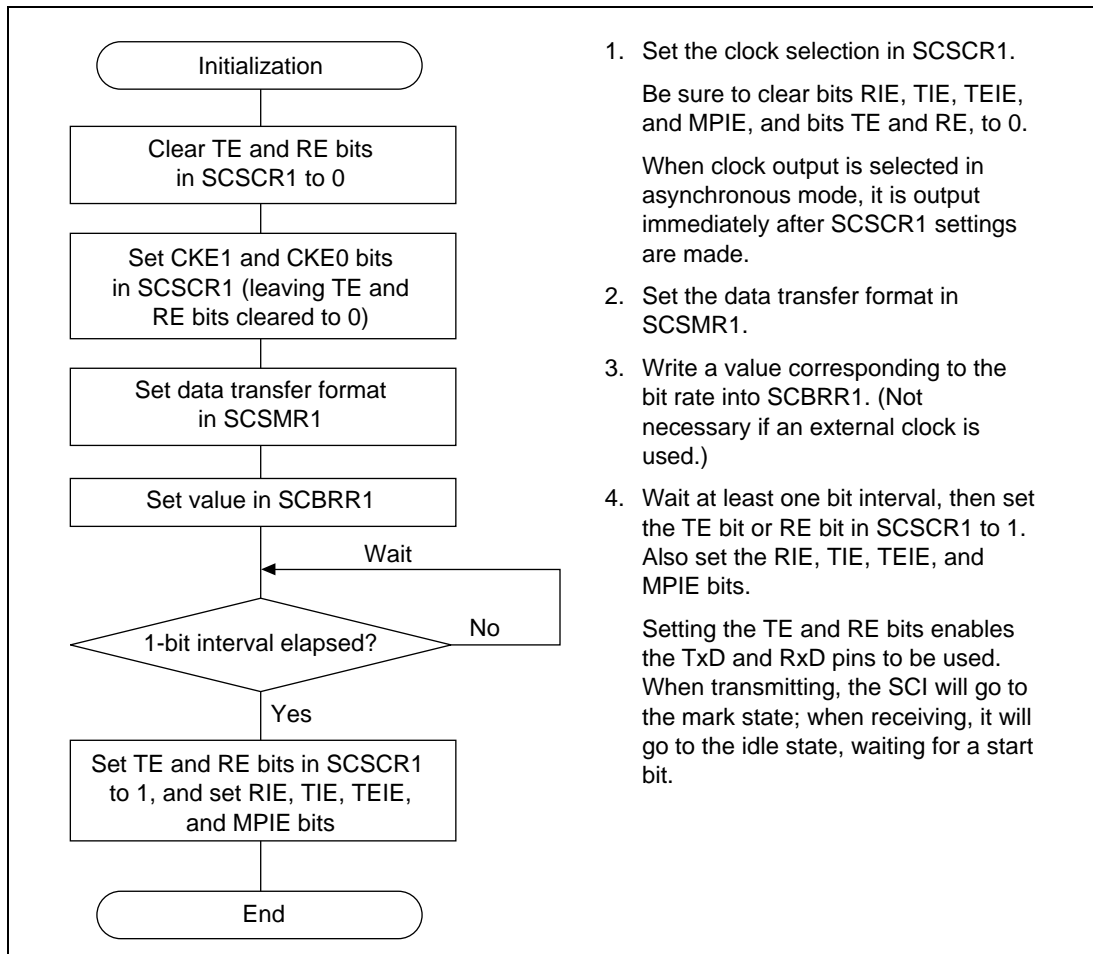 Initialization
Clear TE and RE bits
in SCSCR1 to 0
Set CKE1 and CKE0 bits
in SCSCR1 (leaving TE and
RE bits cleared to 0)
Set data transfer format
in SCSMR1
Set value in SCBRR1
Wait
1-bit interval elapsed?
No
Yes
Set TE and RE bits in SCSCR1
to 1, and set RIE, TIE, TEIE,
and MPIE bits
End
1. Set the clock selection in SCSCR1.
Be sure to clear bits RIE, TIE, TEIE,
and MPIE, and bits TE and RE, to 0.
When clock output is selected in
asynchronous mode, it is output
immediately after SCSCR1 settings
are made.
2. Set the data transfer format in
SCSMR1.
3. Write a value corresponding to the
bit rate into SCBRR1. (Not
necessary if an external clock is
used.)
4. Wait at least one bit interval, then set
the TE bit or RE bit in SCSCR1 to 1.
Also set the RIE, TIE, TEIE, and
MPIE bits.
Setting the TE and RE bits enables
the TxD and RxD pins to be used.
When transmitting, the SCI will go to
the mark state; when receiving, it will
go to the idle state, waiting for a start
bit.